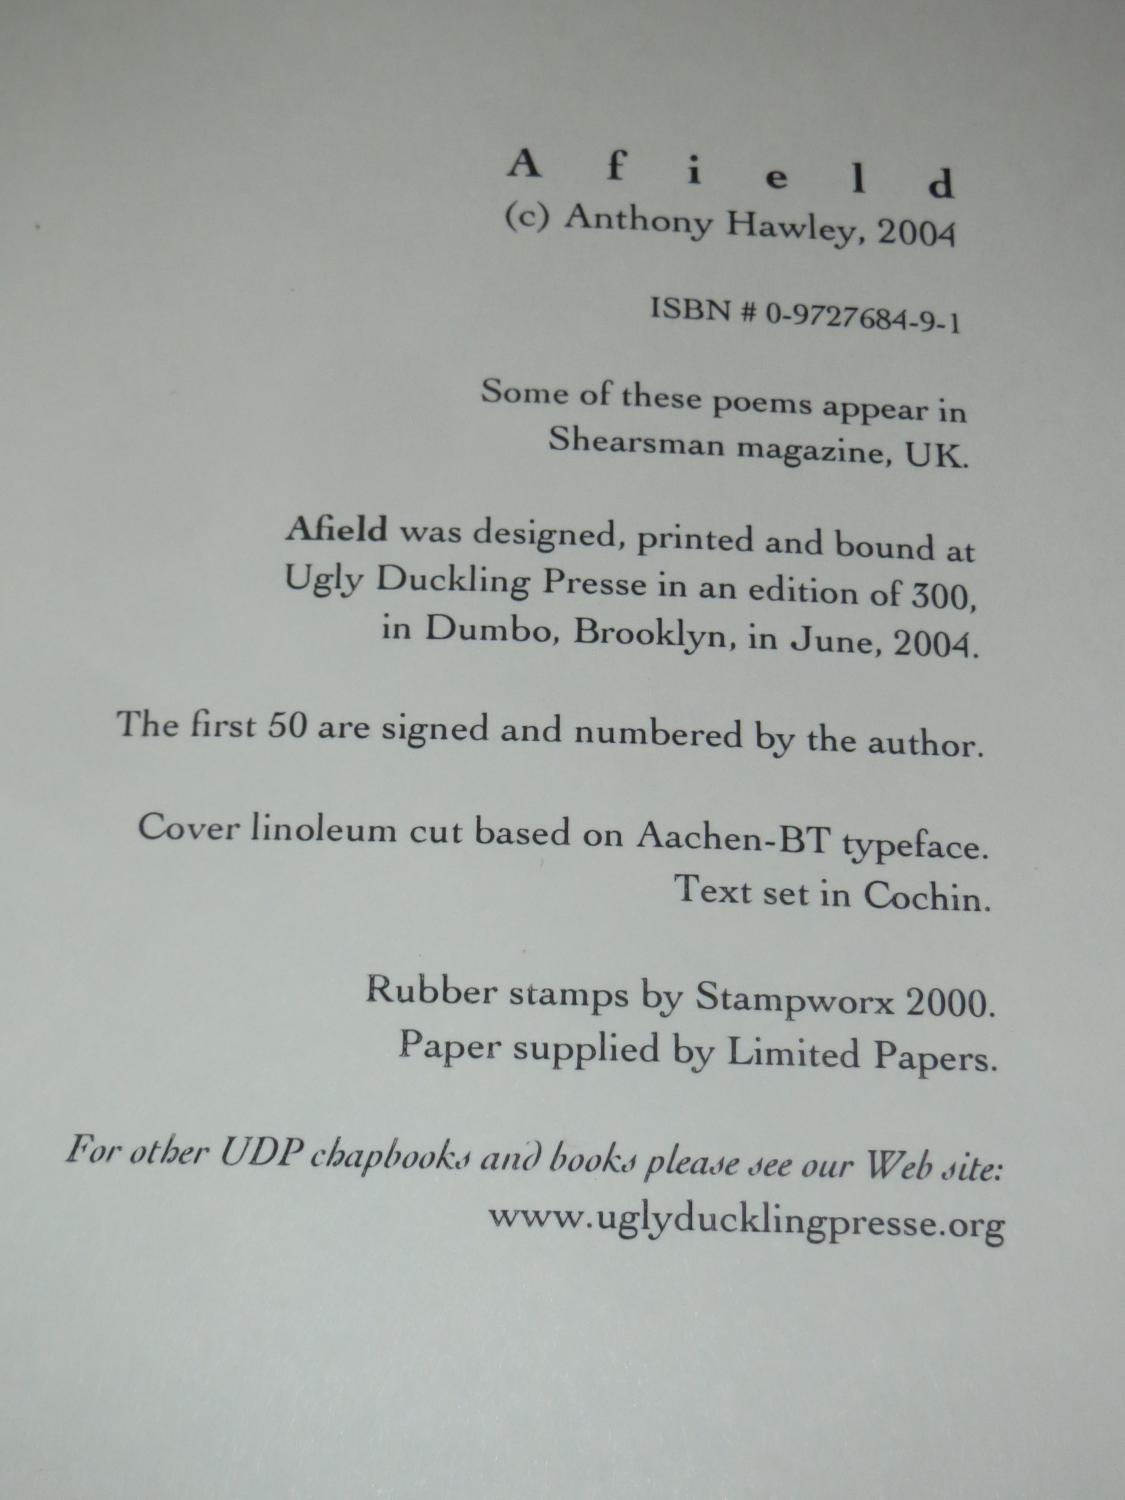 Afield
(c) Anthony Hawley, 2004
ISBN # 0-9727684-9-1
Some of these poems appear in
Shearsman magazine, UK.
Afield was designed, printed and bound at
Ugly Duckling Presse in an edition of 300,
in Dumbo, Brooklyn, in June, 2004.
The first 50 are signed and numbered by the author.
Cover linoleum cut based on Aachen-BT typeface.
Text set in Cochin.
Rubber stamps by Stampworx 2000.
Paper supplied by Limited Papers.
For other UDP chapbooks and books please see our Web site:
www.uglyducklingpresse.org